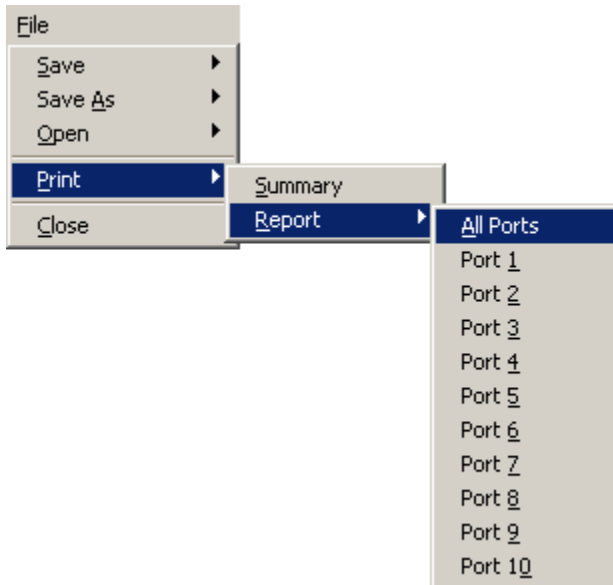 File
Save
Save As
Open
Print
Close
Summary
Report
All Ports
Port 1
Port 2
Port 3
Port 4
Port 5
Port 6
Port 7
Port 8
Port 9
Port 10